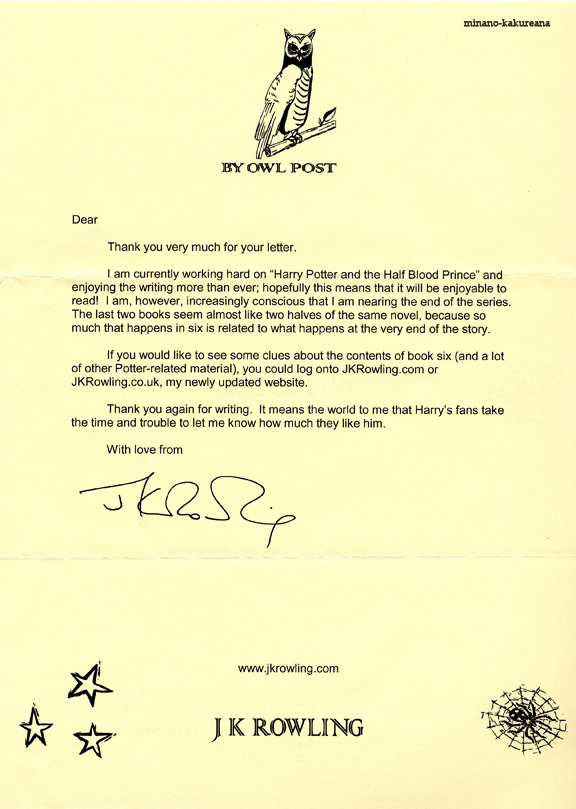 minano-kakureana
BY OWL POST
Dear
Thank you very much for your letter.
I am currently working hard on “Harry Potter and the Half Blood Prince” and
enjoying the writing more than ever; hopefully this means that it will be enjoyable to
read!  I am, however, increasingly conscious that I am nearing the end of the series.
The last two books seem almost like two halves of the same novel, because so
much that happens in six is related to what happens at the very end of the story.
If you would like to see some clues about the contents of book six (and a lot
of other Potter-related material), you could log onto JKRowling.com or
JKRowling.co.uk, my newly updated website.
Thank you again for writing.  It means the world to me that Harry’s fans take
the time and trouble to let me know how much they like him.
With love from
JKRowling
www.jkrowling.com
J K ROWLING